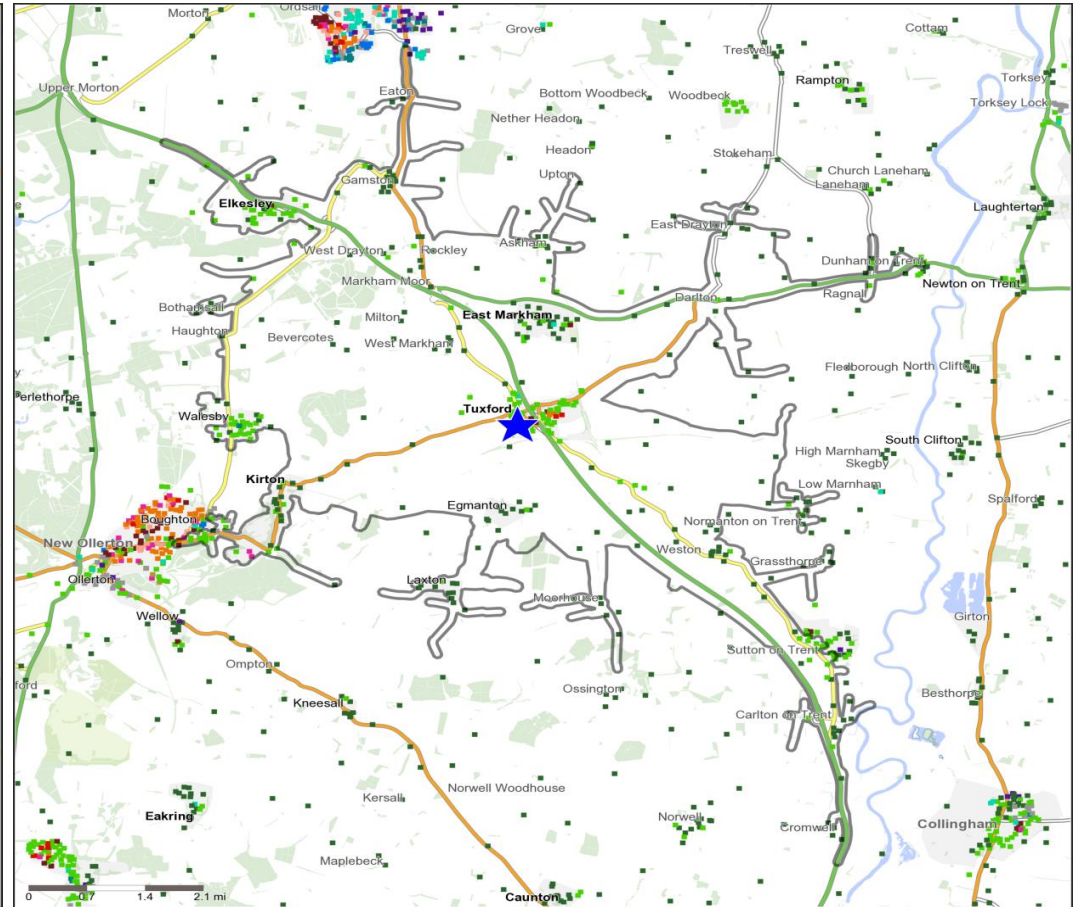 Morton
Ordsall
Grove
Cottam
Treswell
Upper Morton
Eaton
Bottom Woodbeck
Woodbeck
Rampton
Torksey
Torksey Lock
Nether Headon
Headon
Stokeham
Gamston
Upton
Church Laneham
Laneham
Elkesley
Laughterton
East Drayton
West Drayton
Rockley
Askham
Dunham on Trent
Markham Moor
Darlton
Ragnall
Newton on Trent
Bothamsall
Milton
East Markham
Haughton
Bevercotes
West Markham
Fledborough
North Clifton
Perlethorpe
Walesby
Tuxford
South Clifton
High Marnham
Skegby
Kirton
Low Marnham
Egmanton
Spalford
Boughton
Normanton on Trent
New Ollerton
Weston
Grassthorpe
Ollerton
Laxton
Moorhouse
Wellow
Girton
Sutton on Trent
Ompton
ford
Ossington
Besthorpe
Kneesall
Carlton on Trent
Norwell Woodhouse
Kersall
Eakring
Norwell
Cromwell
Collingham
Maplebeck
Caunton
0 0.7 1.4 2.1 mi